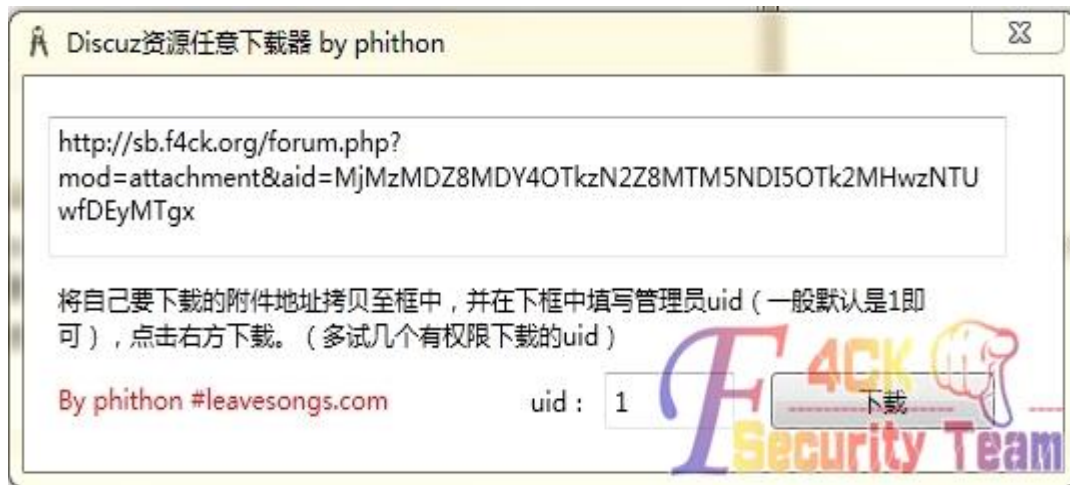 Discuz资源任意下载器 by phithon
http://sb.f4ck.org/forum.php?
mod=attachment&aid=MjMzMDZ8MDY4OTkzN2Z8MTM5NDI5OTk2MHwzNTU
wfDEyMTgx
将自己要下载的附件地址拷贝至框中，并在下框中填写管理员uid（一般默认是1即
可），点击右方下载。（多试几个有权限下载的uid）
By phithon #leavesongs.com
uid： 1
下载
F4CK
Security Team